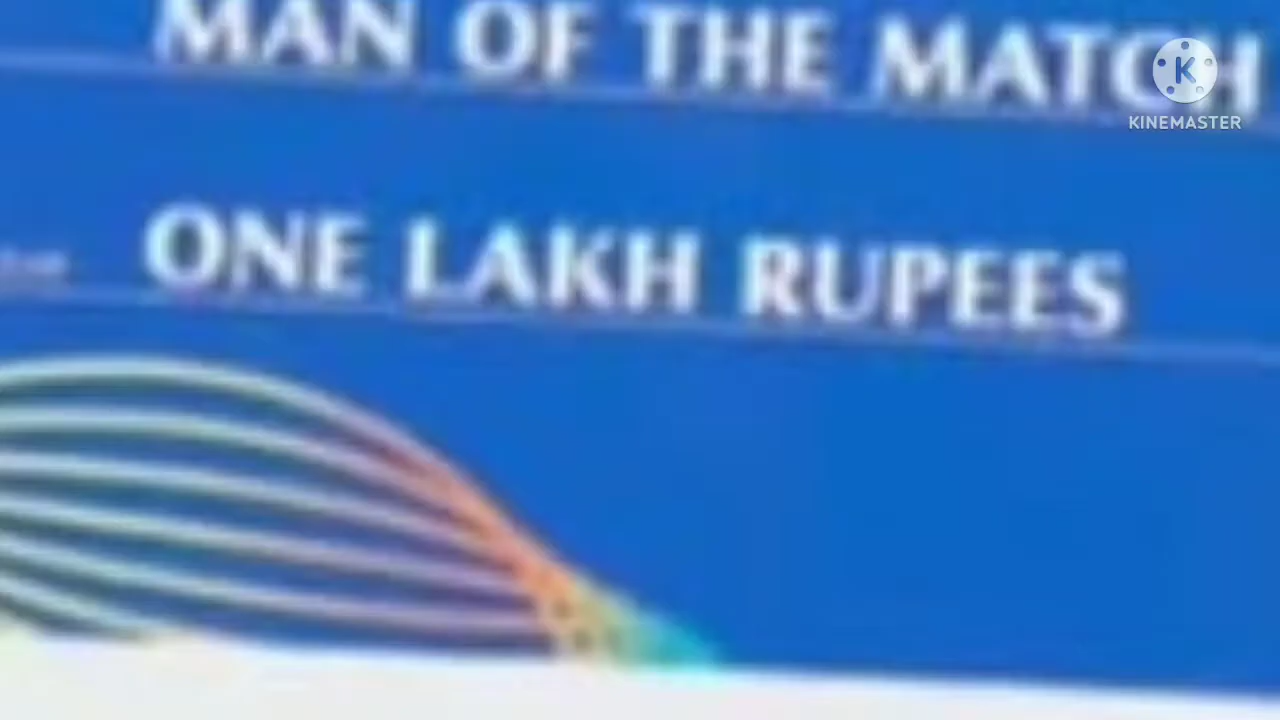 MAN OF THE MATCH
KINEMASTER
ONE LAKH RUPEES